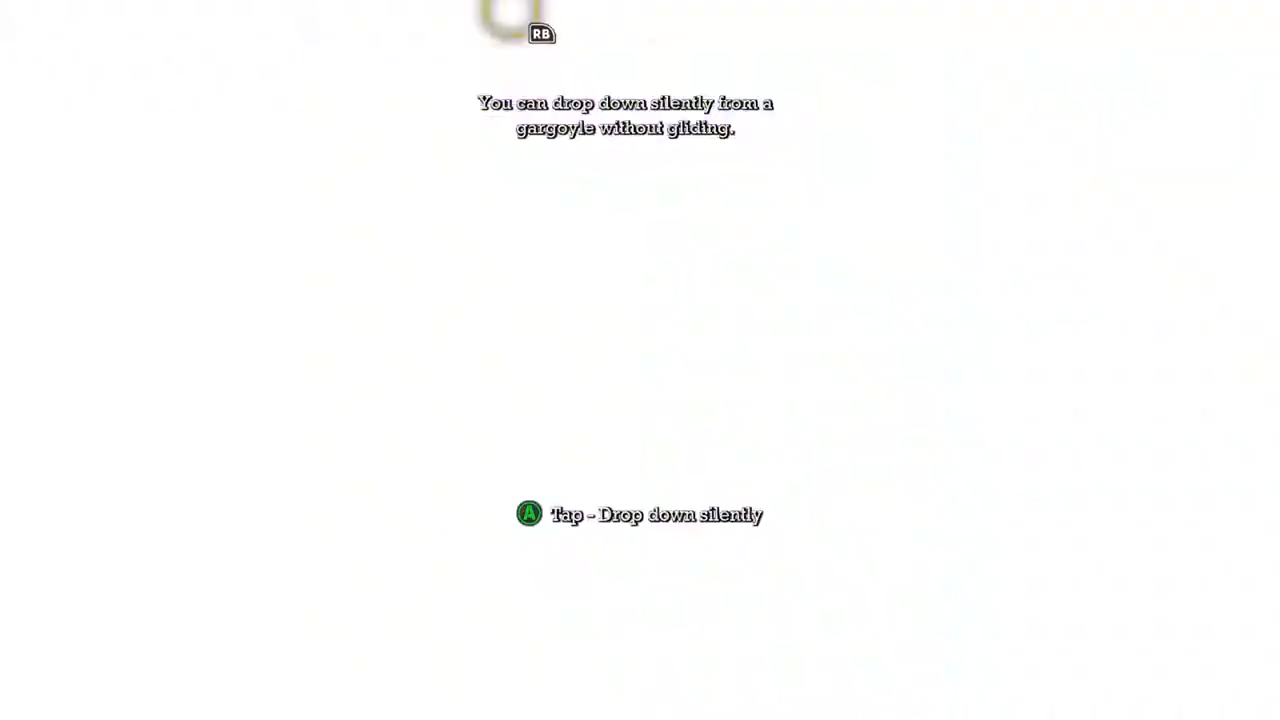 RB
You can drop down silently from a
gargoyle without gliding.
A Tap - Drop down silently